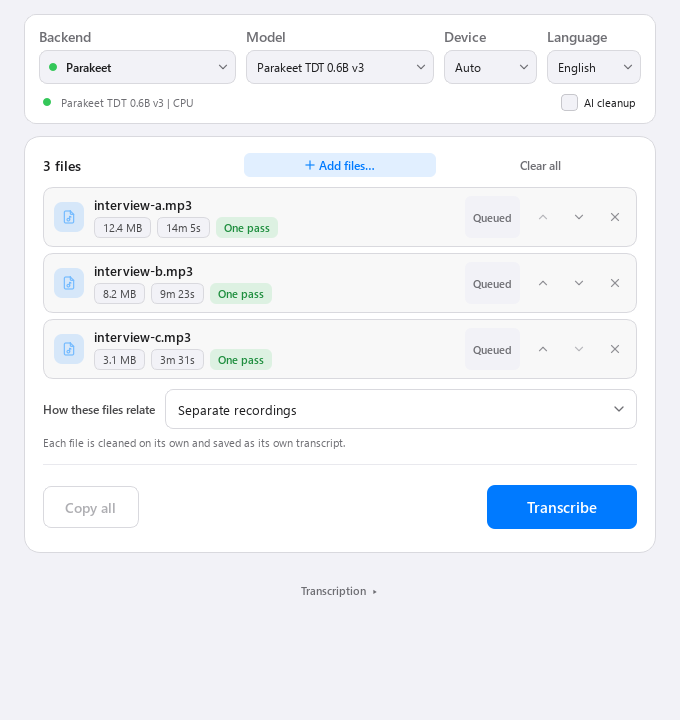 Backend Model Device Language
Parakeet Parakeet TDT 0.6B v3 Auto English
Parakeet TDT 0.6B v3 | CPU AI cleanup
3 files + Add files... Clear all
interview-a.mp3
12.4 MB 14m 5s One pass Queued
interview-b.mp3
8.2 MB 9m 23s One pass Queued
interview-c.mp3
3.1 MB 3m 31s One pass Queued
How these files relate Separate recordings
Each file is cleaned on its own and saved as its own transcript.
Copy all Transcribe
Transcription ▸